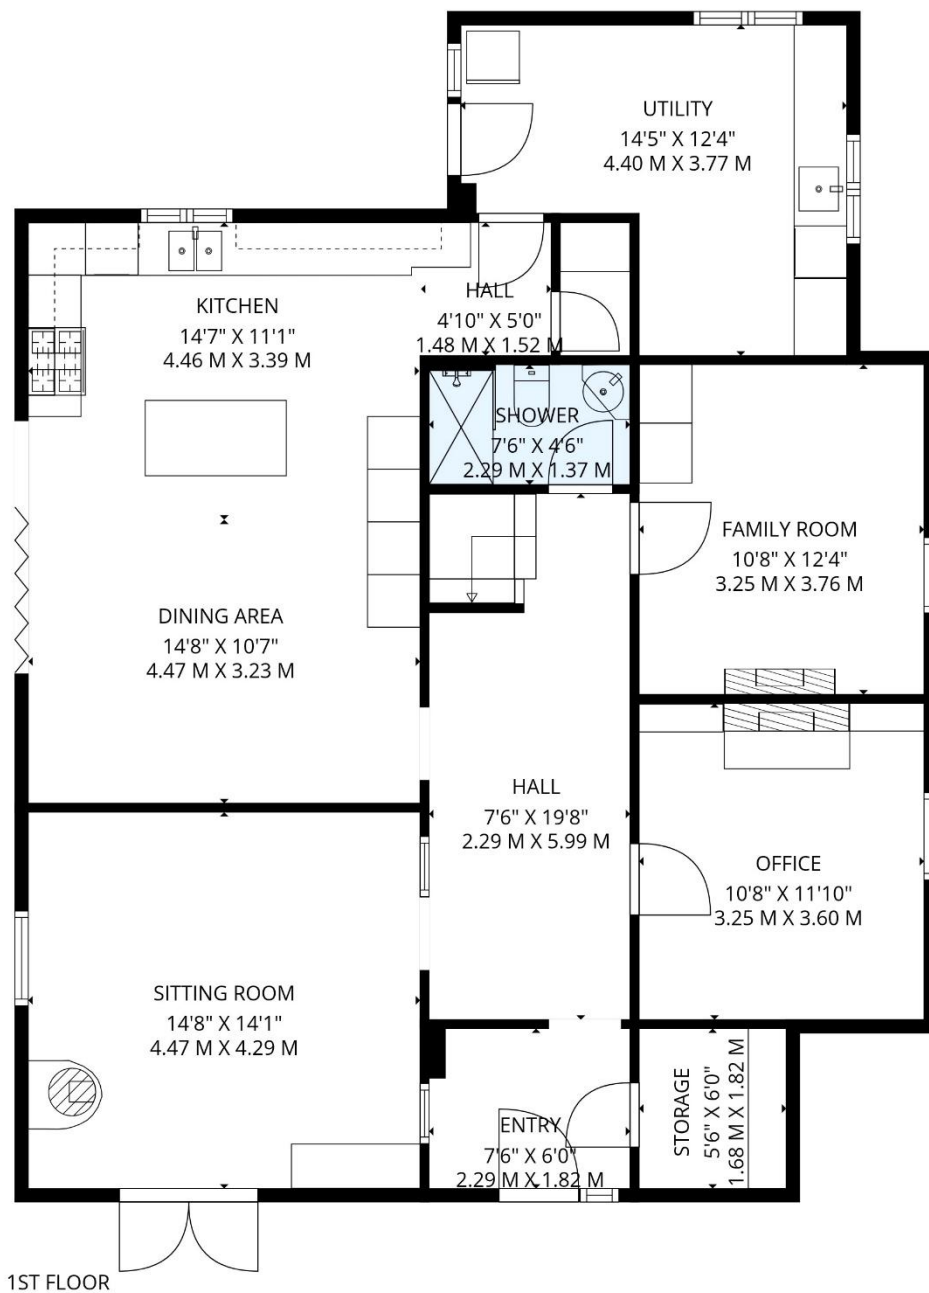 UTILITY
14'5" X 12'4"
4.40 M X 3.77 M
KITCHEN
14'7" X 11'1"
4.46 M X 3.39 M
HALL
4'10" X 5'0"
1.48 M X 1.52 M
SHOWER
7'6" X 4'6"
2.29 M X 1.37 M
FAMILY ROOM
10'8" X 12'4"
3.25 M X 3.76 M
DINING AREA
14'8" X 10'7"
4.47 M X 3.23 M
HALL
7'6" X 19'8"
2.29 M X 5.99 M
OFFICE
10'8" X 11'10"
3.25 M X 3.60 M
SITTING ROOM
14'8" X 14'1"
4.47 M X 4.29 M
ENTRY
7'6" X 6'0"
2.29 M X 1.82 M
STORAGE
5'6" X 6'0"
1.68 M X 1.82 M
1ST FLOOR